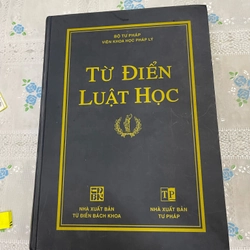 BỘ TƯ PHÁP
VIỆN KHOA HỌC PHÁP LÝ
TỪ ĐIỂN
LUẬT HỌC
NHÀ XUẤT BẢN
TỪ ĐIỂN BÁCH KHOA
TP
NHÀ XUẤT BẢN
TƯ PHÁP